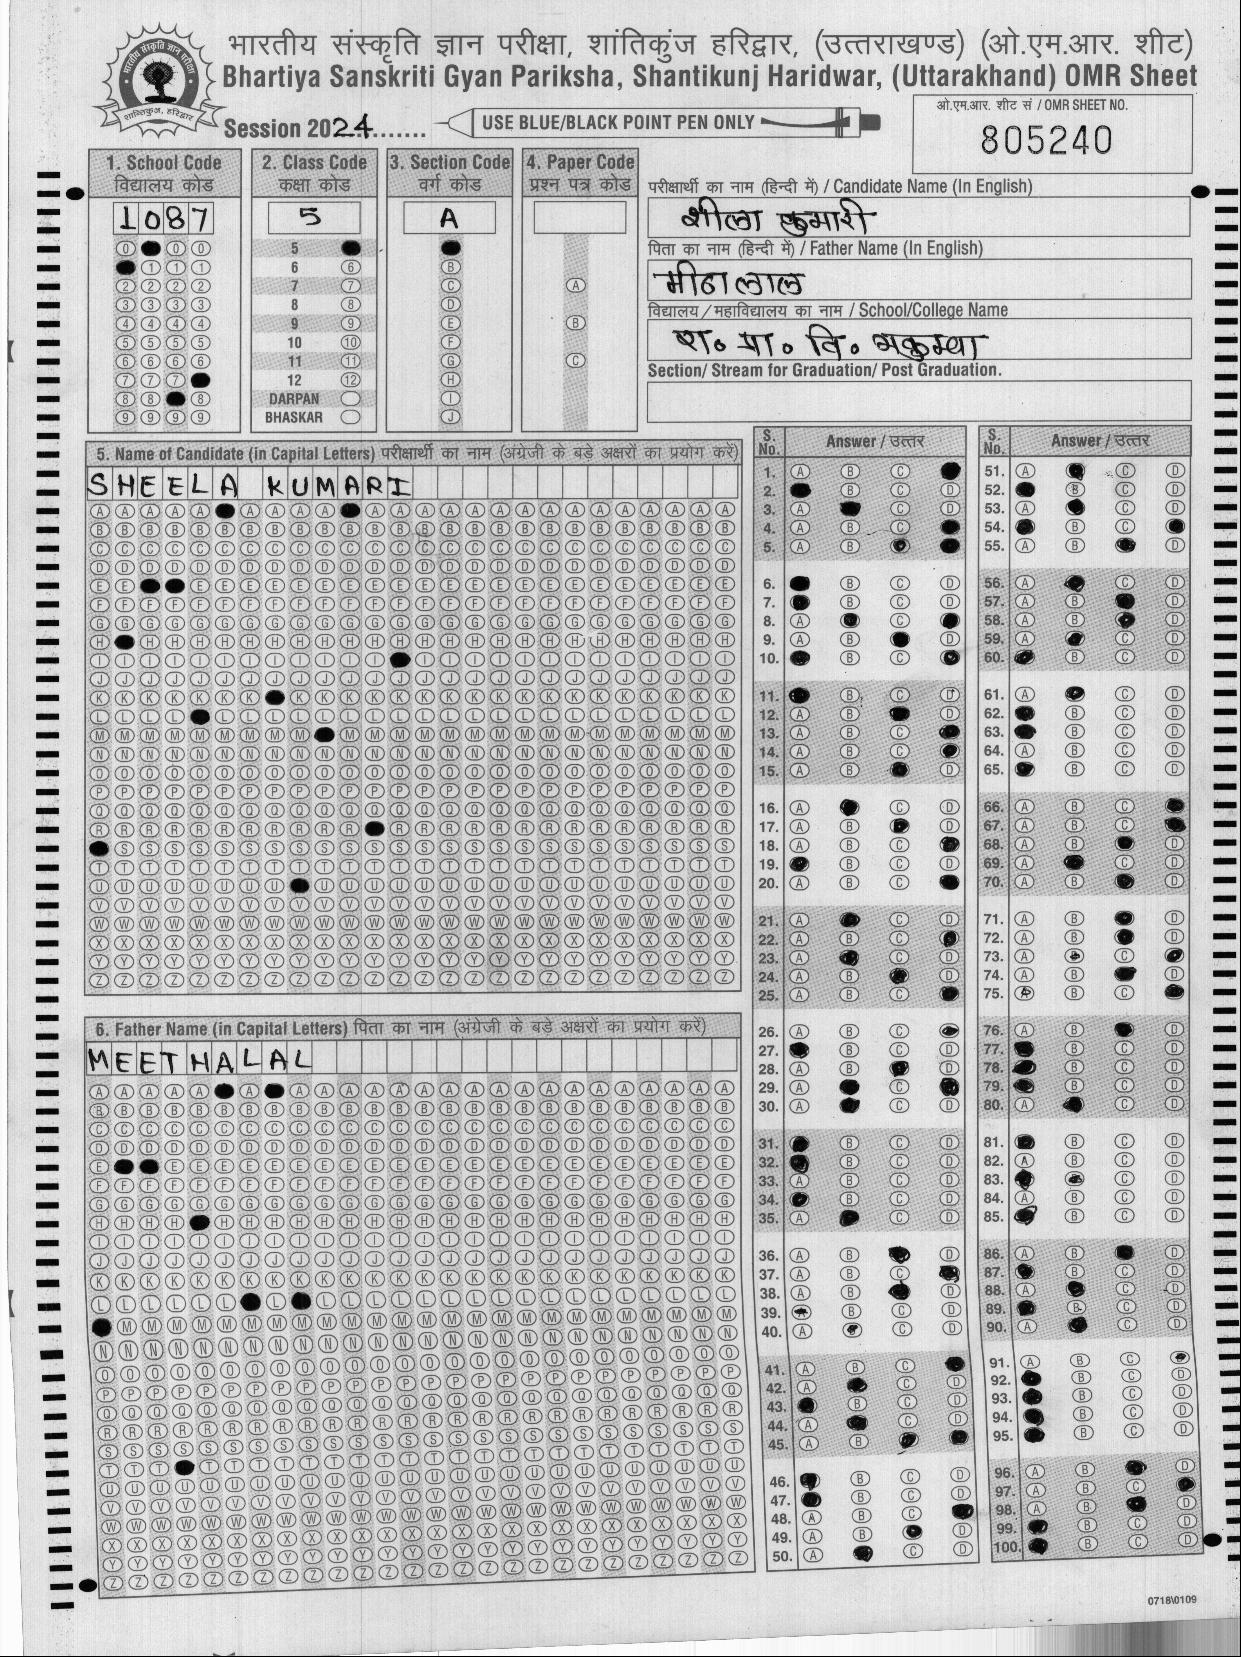 भारतीय संस्कृति ज्ञान परीक्षा, शांतिकुंज हरिद्वार, (उत्तराखण्ड) (ओ.एम.आर. शीट)
Bhartiya Sanskriti Gyan Pariksha, Shantikunj Haridwar, (Uttarakhand) OMR Sheet
Session 2024.......
USE BLUE/BLACK POINT PEN ONLY
ओ.एम.आर. शीट सं / OMR SHEET NO.
805240
1. School Code
विद्यालय कोड
1087
2. Class Code
कक्षा कोड
5
3. Section Code
वर्ग कोड
A
4. Paper Code
प्रश्न पत्र कोड
5
6
7
8
9
10
11
12
DARPAN
BHASKAR
परीक्षार्थी का नाम (हिन्दी में) / Candidate Name (In English)
शीला कुमारी
पिता का नाम (हिन्दी में) / Father Name (In English)
मीठालाल
विद्यालय/महाविद्यालय का नाम / School/College Name
रा० प्रा० वि०
Section/ Stream for Graduation/ Post Graduation.
5. Name of Candidate (in Capital Letters) परीक्षार्थी का नाम (अंग्रेजी के बड़े अक्षरों का प्रयोग करें)
SHEELA KUMARI
6. Father Name (in Capital Letters) पिता का नाम (अंग्रेजी के बड़े अक्षरों का प्रयोग करें)
MEETHALAL
S. No. Answer / उत्तर
S. No. Answer / उत्तर
0718\0109